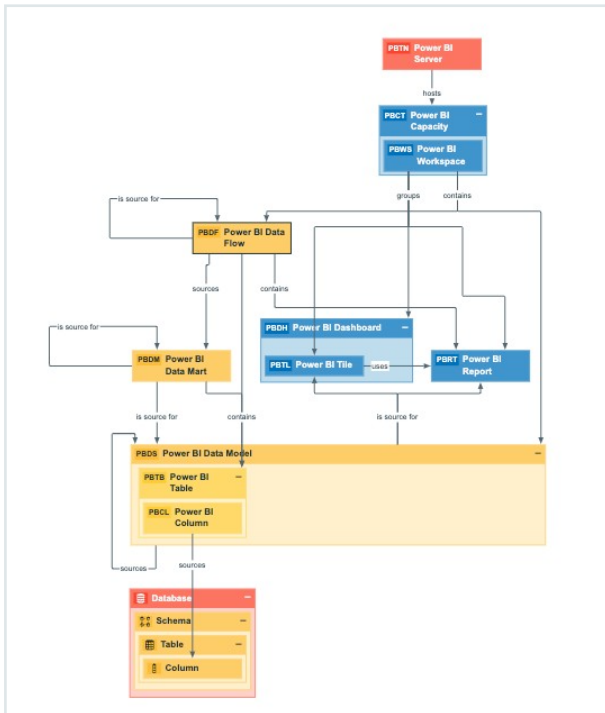 PBTN Power BI
Server
hosts
PBCT Power BI
Capacity
PBWS Power BI
Workspace
groups
contains
is source for
PBDF Power BI Data
Flow
sources
contains
PBDH Power BI Dashboard
is source for
PBDM Power BI
Data Mart
PBTL Power BI Tile
uses
PBRT Power BI
Report
is source for
contains
is source for
PBDS Power BI Data Model
PBTB Power BI
Table
PBCL Power BI
Column
sources
sources
Database
Schema
Table
Column